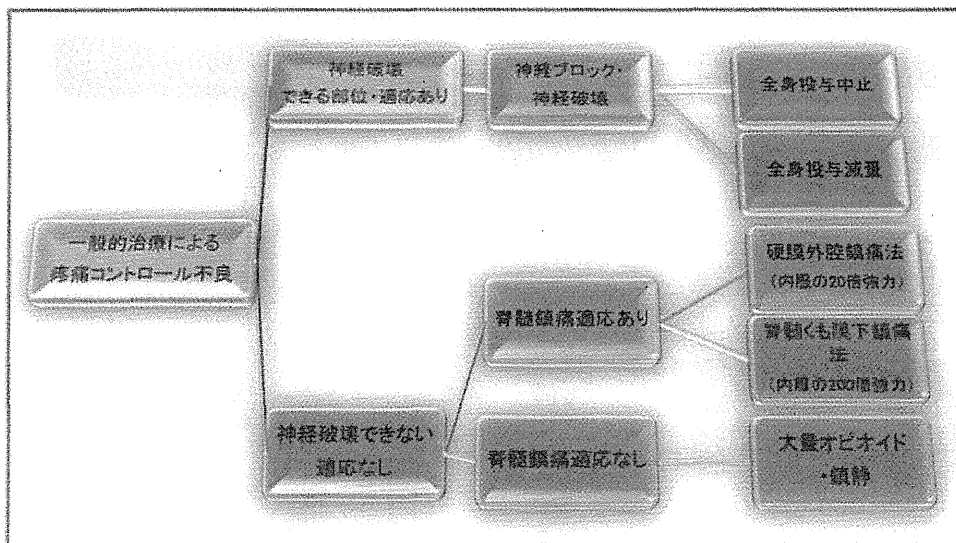 神経破壊
できる部位・適応あり
神経ブロック・
神経破壊
全身投与中止
全身投与減量
一般的治療による
疼痛コントロール不良
硬膜外腔鎮痛法
(内服の20倍強力)
脊髄鎮痛適応あり
脊髄くも膜下鎮痛
法
(内服の200倍強力)
神経破壊できない
適応なし
脊髄鎮痛適応なし
大量オピオイド
・鎮静